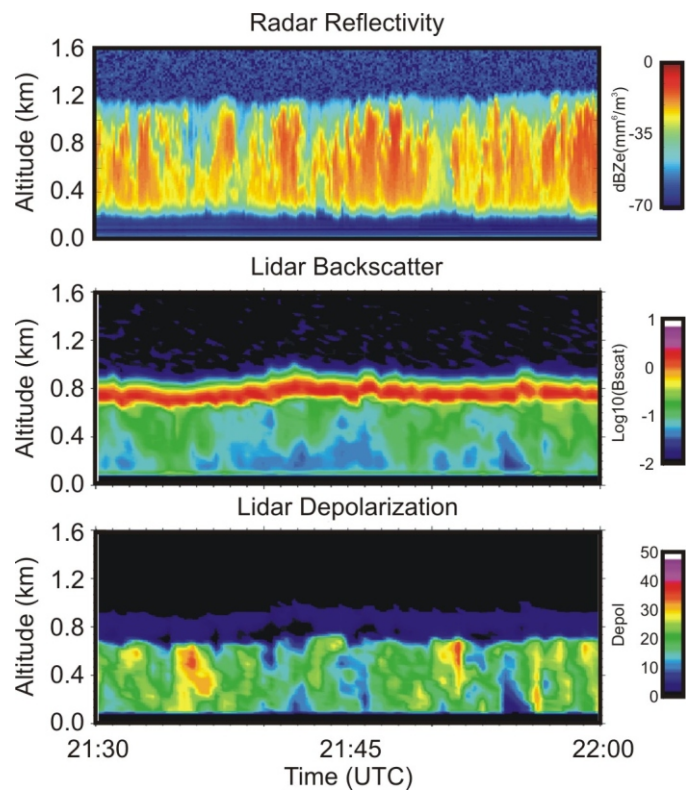 Radar Reflectivity
1.6
1.2
0.8
0.4
0.0
Altitude (km)
0
-35
-70
dBZe(mm⁶/m³)
Lidar Backscatter
1.6
1.2
0.8
0.4
0.0
Altitude (km)
1
0
-1
-2
Log10(Bscat)
Lidar Depolarization
1.6
1.2
0.8
0.4
0.0
Altitude (km)
50
40
30
20
10
0
Depol
21:30 21:45 22:00
Time (UTC)